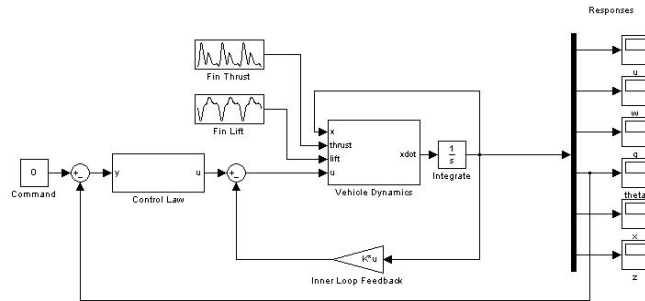 Responses
Fin Thrust
u
Fin Lift
w
x
thrust
lift
u
xdot
1
s
q
Integrate
Vehicle Dynamics
0
Command
+
-
y
u
Control Law
+
-
theta
K*u
Inner Loop Feedback
x
z